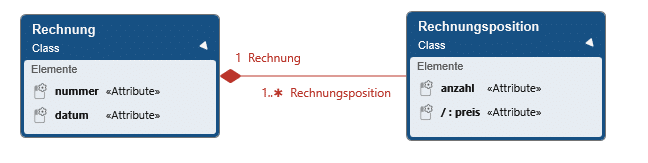 Rechnung
Class
Elemente
nummer «Attribute»
datum «Attribute»
1 Rechnung
1..* Rechnungsposition
Rechnungsposition
Class
Elemente
anzahl «Attribute»
/ : preis «Attribute»